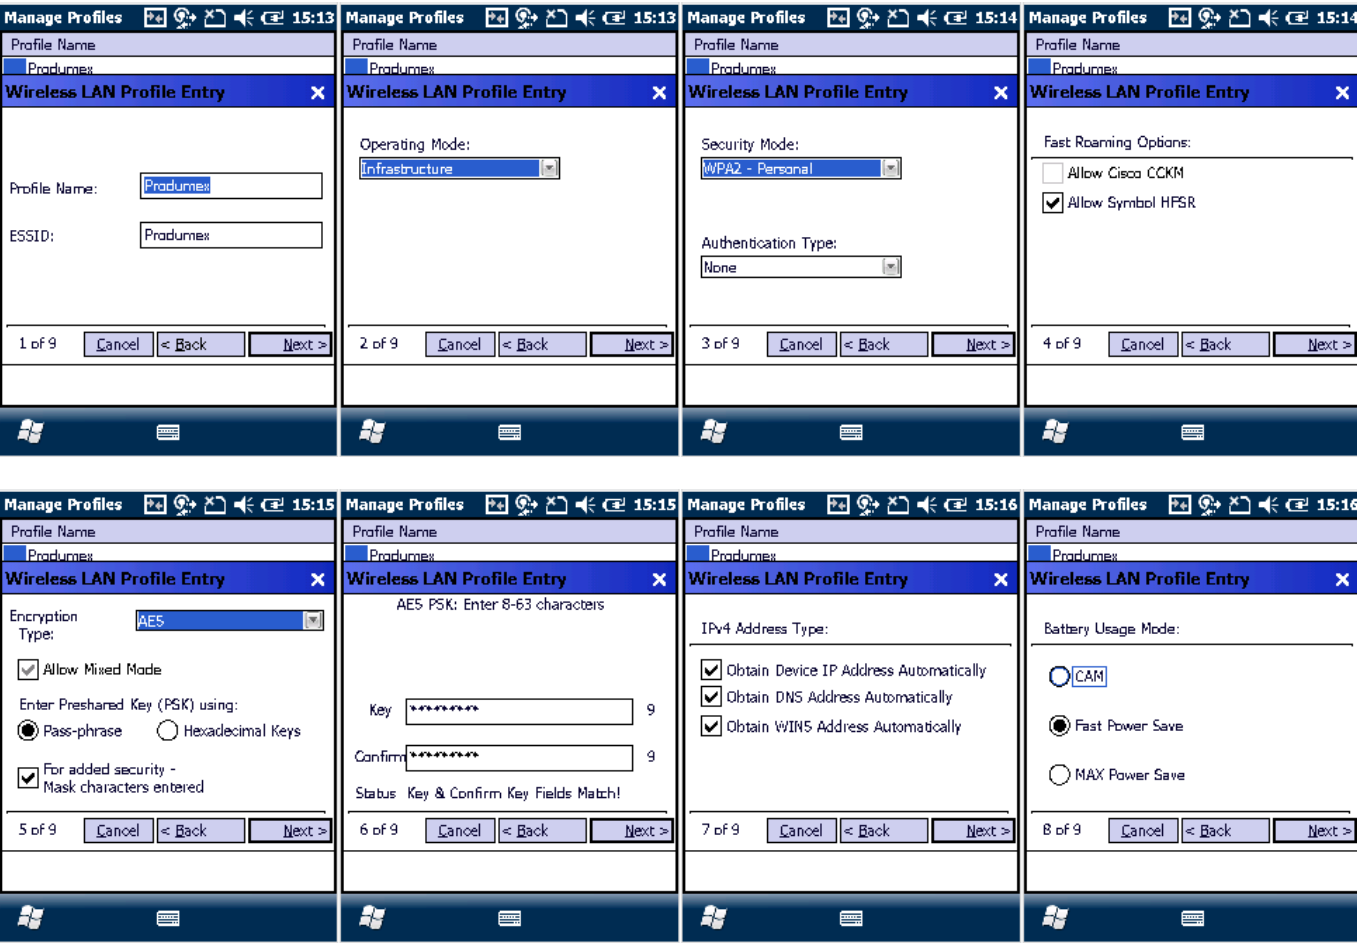 Manage Profiles 15:13
Profile Name
Produmex
Wireless LAN Profile Entry
Profile Name: Produmex
ESSID: Produmex
1 of 9 Cancel < Back Next >
Manage Profiles 15:13
Profile Name
Produmex
Wireless LAN Profile Entry
Operating Mode:
Infrastructure
2 of 9 Cancel < Back Next >
Manage Profiles 15:14
Profile Name
Produmex
Wireless LAN Profile Entry
Security Mode:
WPA2 - Personal
Authentication Type:
None
3 of 9 Cancel < Back Next >
Manage Profiles 15:14
Profile Name
Produmex
Wireless LAN Profile Entry
Fast Roaming Options:
Allow Cisco CCKM
Allow Symbol HFSR
4 of 9 Cancel < Back Next >
Manage Profiles 15:15
Profile Name
Produmex
Wireless LAN Profile Entry
Encryption
Type: AES
Allow Mixed Mode
Enter Preshared Key (PSK) using:
Pass-phrase Hexadecimal Keys
For added security -
Mask characters entered
5 of 9 Cancel < Back Next >
Manage Profiles 15:15
Profile Name
Produmex
Wireless LAN Profile Entry
AES PSK: Enter 8-63 characters
Key ********* 9
Confirm ********* 9
Status Key & Confirm Key Fields Match!
6 of 9 Cancel < Back Next >
Manage Profiles 15:16
Profile Name
Produmex
Wireless LAN Profile Entry
IPv4 Address Type:
Obtain Device IP Address Automatically
Obtain DNS Address Automatically
Obtain WINS Address Automatically
7 of 9 Cancel < Back Next >
Manage Profiles 15:16
Profile Name
Produmex
Wireless LAN Profile Entry
Battery Usage Mode:
CAM
Fast Power Save
MAX Power Save
8 of 9 Cancel < Back Next >